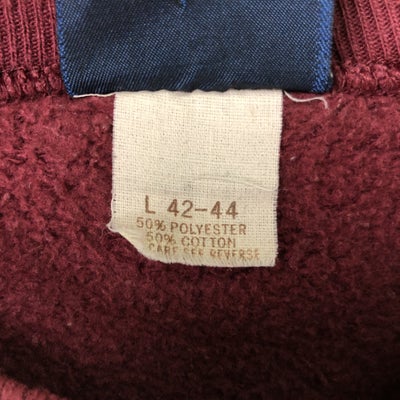 L 42-44
50% POLYESTER
50% COTTON
CARE SEE REVERSE